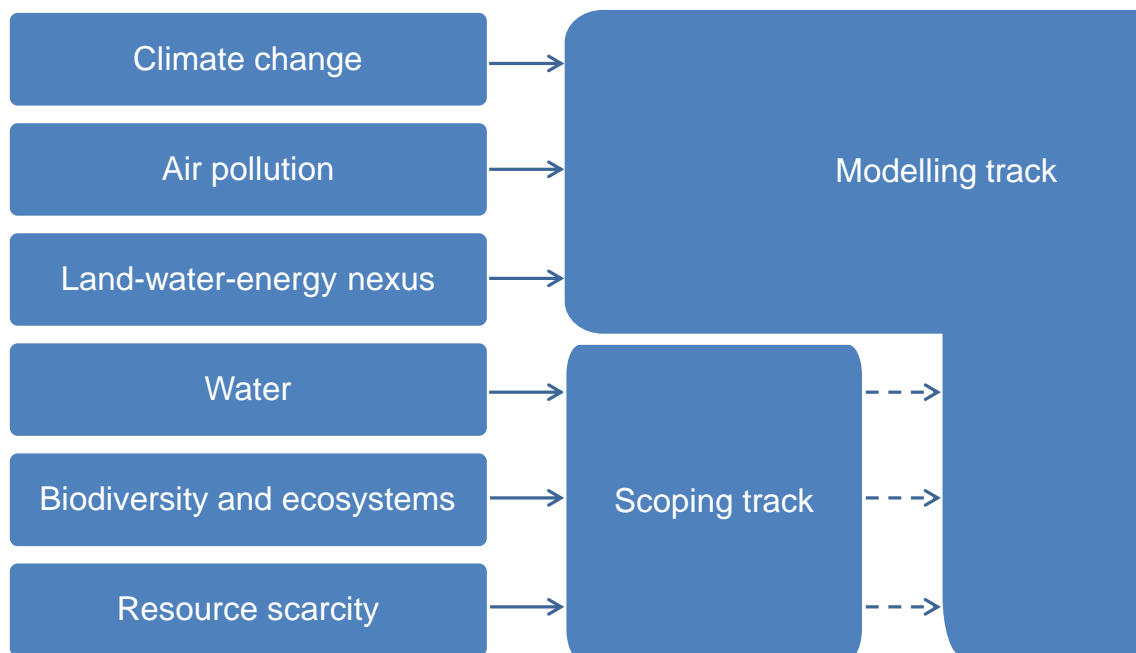 Climate change
Air pollution
Modelling track
Land-water-energy nexus
Water
Biodiversity and ecosystems
Scoping track
Resource scarcity